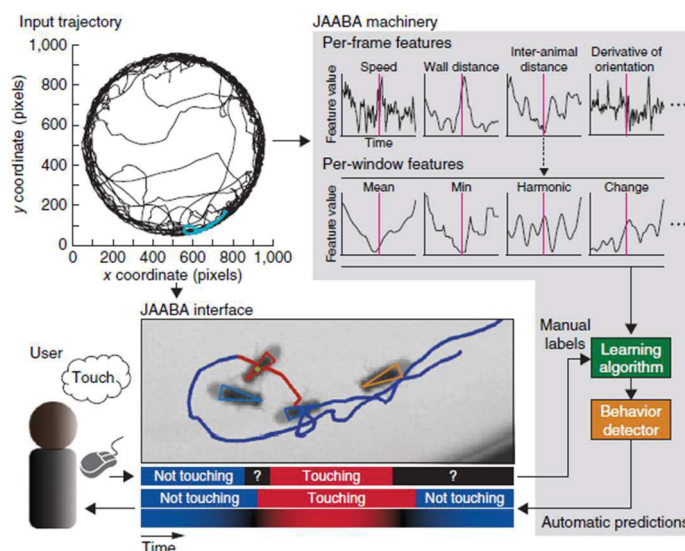 Input trajectory
1,000
800
600
400
200
0
y coordinate (pixels)
0 200 400 600 800 1,000
x coordinate (pixels)
JAABA machinery
Per-frame features
Feature value
Speed
Wall distance
Inter-animal
distance
Derivative of
orientation
...
Time
Per-window features
Feature value
Mean
Min
Harmonic
Change
...
JAABA interface
User
Touch
Manual
labels
Learning
algorithm
Behavior
detector
Not touching ? Touching ?
Not touching Touching Not touching
Automatic predictions
Time